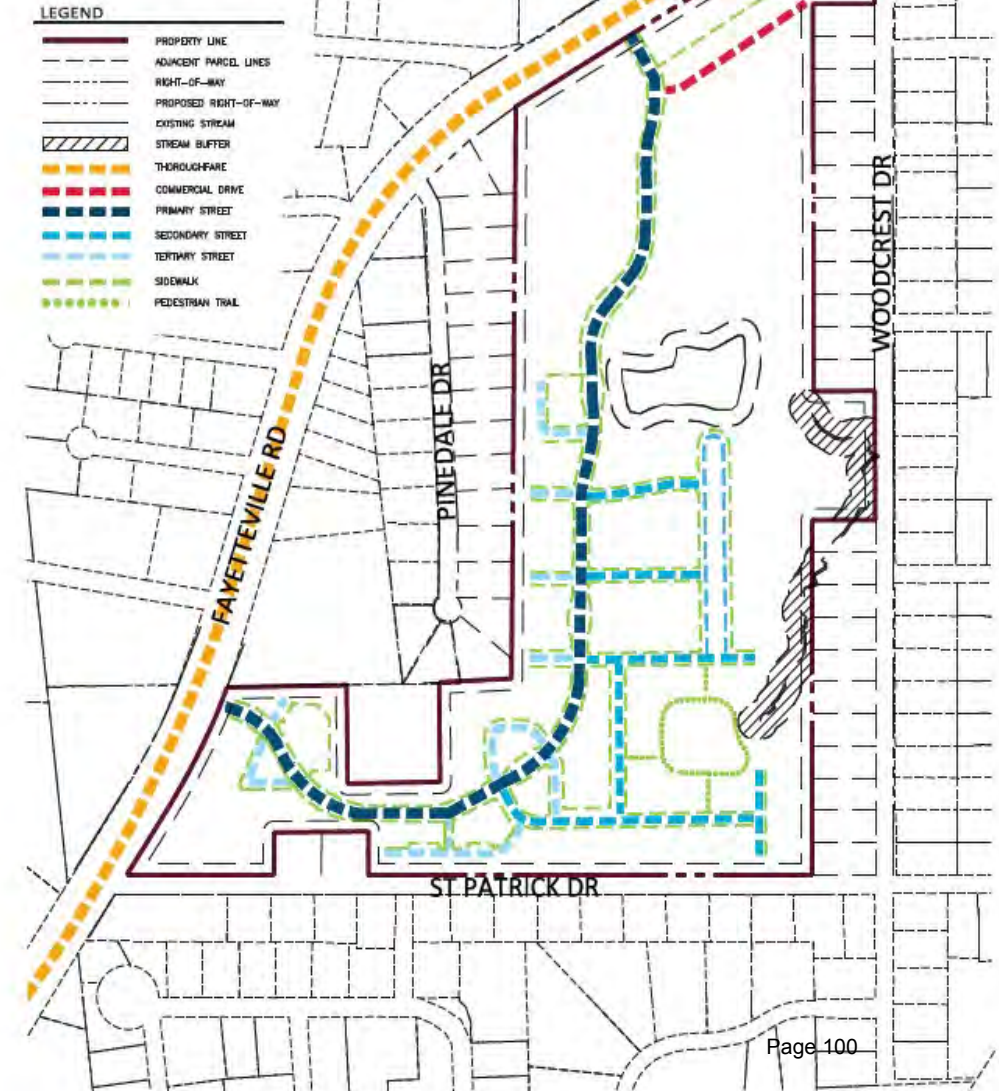 LEGEND
PROPERTY LINE
ADJACENT PARCEL LINES
RIGHT-OF-WAY
PROPOSED RIGHT-OF-WAY
EXISTING STREAM
STREAM BUFFER
THOROUGHFARE
COMMERCIAL DRIVE
PRIMARY STREET
SECONDARY STREET
TERTIARY STREET
SIDEWALK
PEDESTRIAN TRAIL
WOODCREST DR
PINEDALE DR
FAYETTEVILLE RD
ST PATRICK DR
Page 100